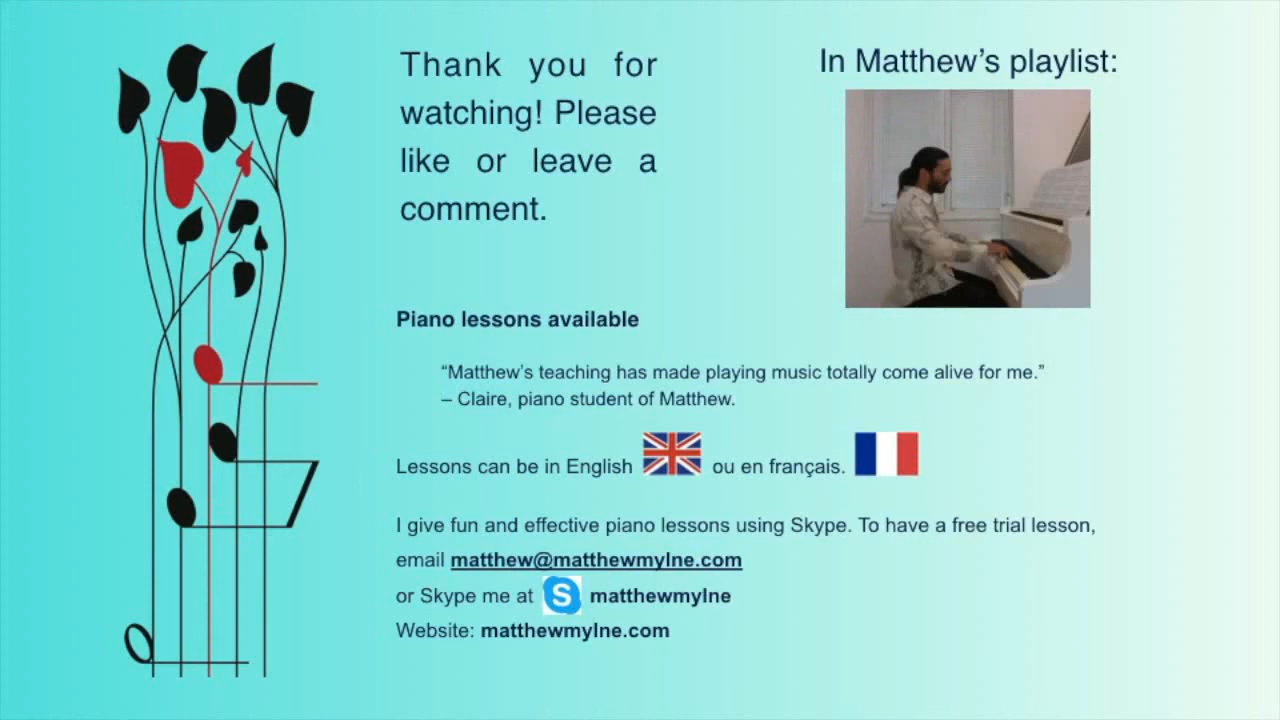 Thank you for
watching! Please
like or leave a
comment.
In Matthew’s playlist:
Piano lessons available
“Matthew’s teaching has made playing music totally come alive for me.”
– Claire, piano student of Matthew.
Lessons can be in English ou en français.
I give fun and effective piano lessons using Skype. To have a free trial lesson,
email matthew@matthewmylne.com
or Skype me at S matthewmylne
Website: matthewmylne.com